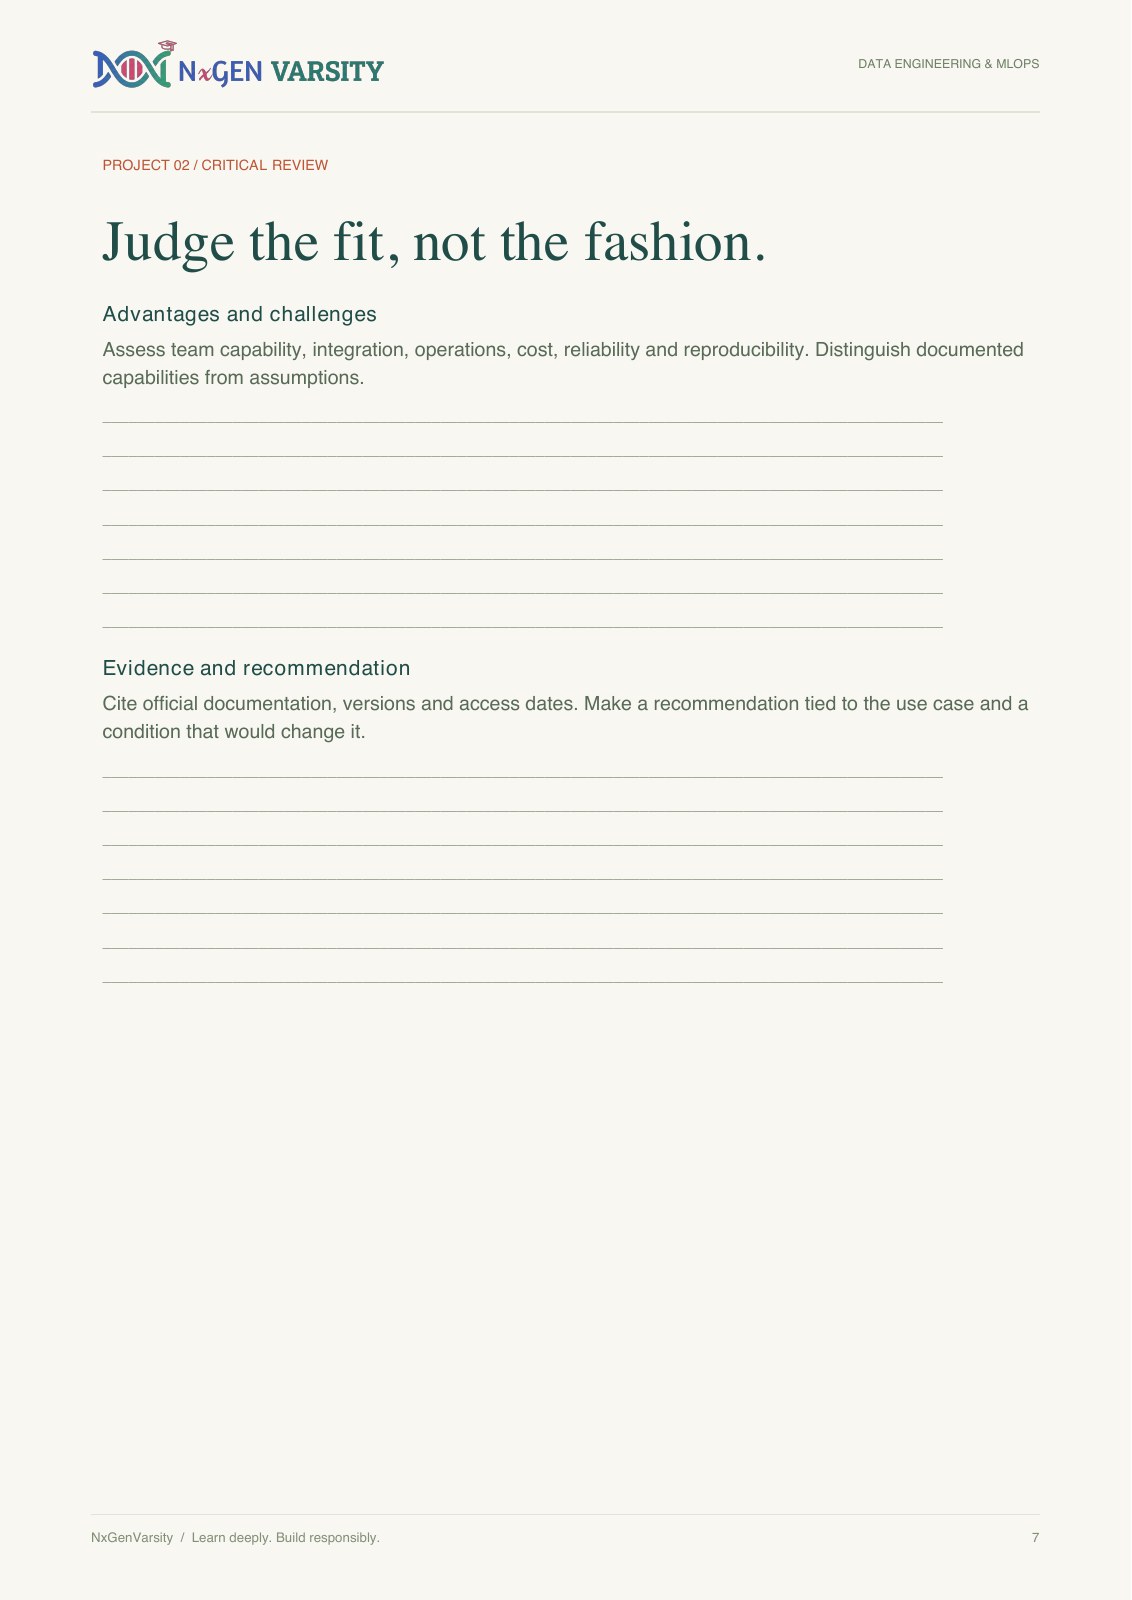 NxGEN VARSITY
DATA ENGINEERING & MLOPS
PROJECT 02 / CRITICAL REVIEW
Judge the fit, not the fashion.
Advantages and challenges
Assess team capability, integration, operations, cost, reliability and reproducibility. Distinguish documented
capabilities from assumptions.
Evidence and recommendation
Cite official documentation, versions and access dates. Make a recommendation tied to the use case and a
condition that would change it.
NxGenVarsity / Learn deeply. Build responsibly.
7